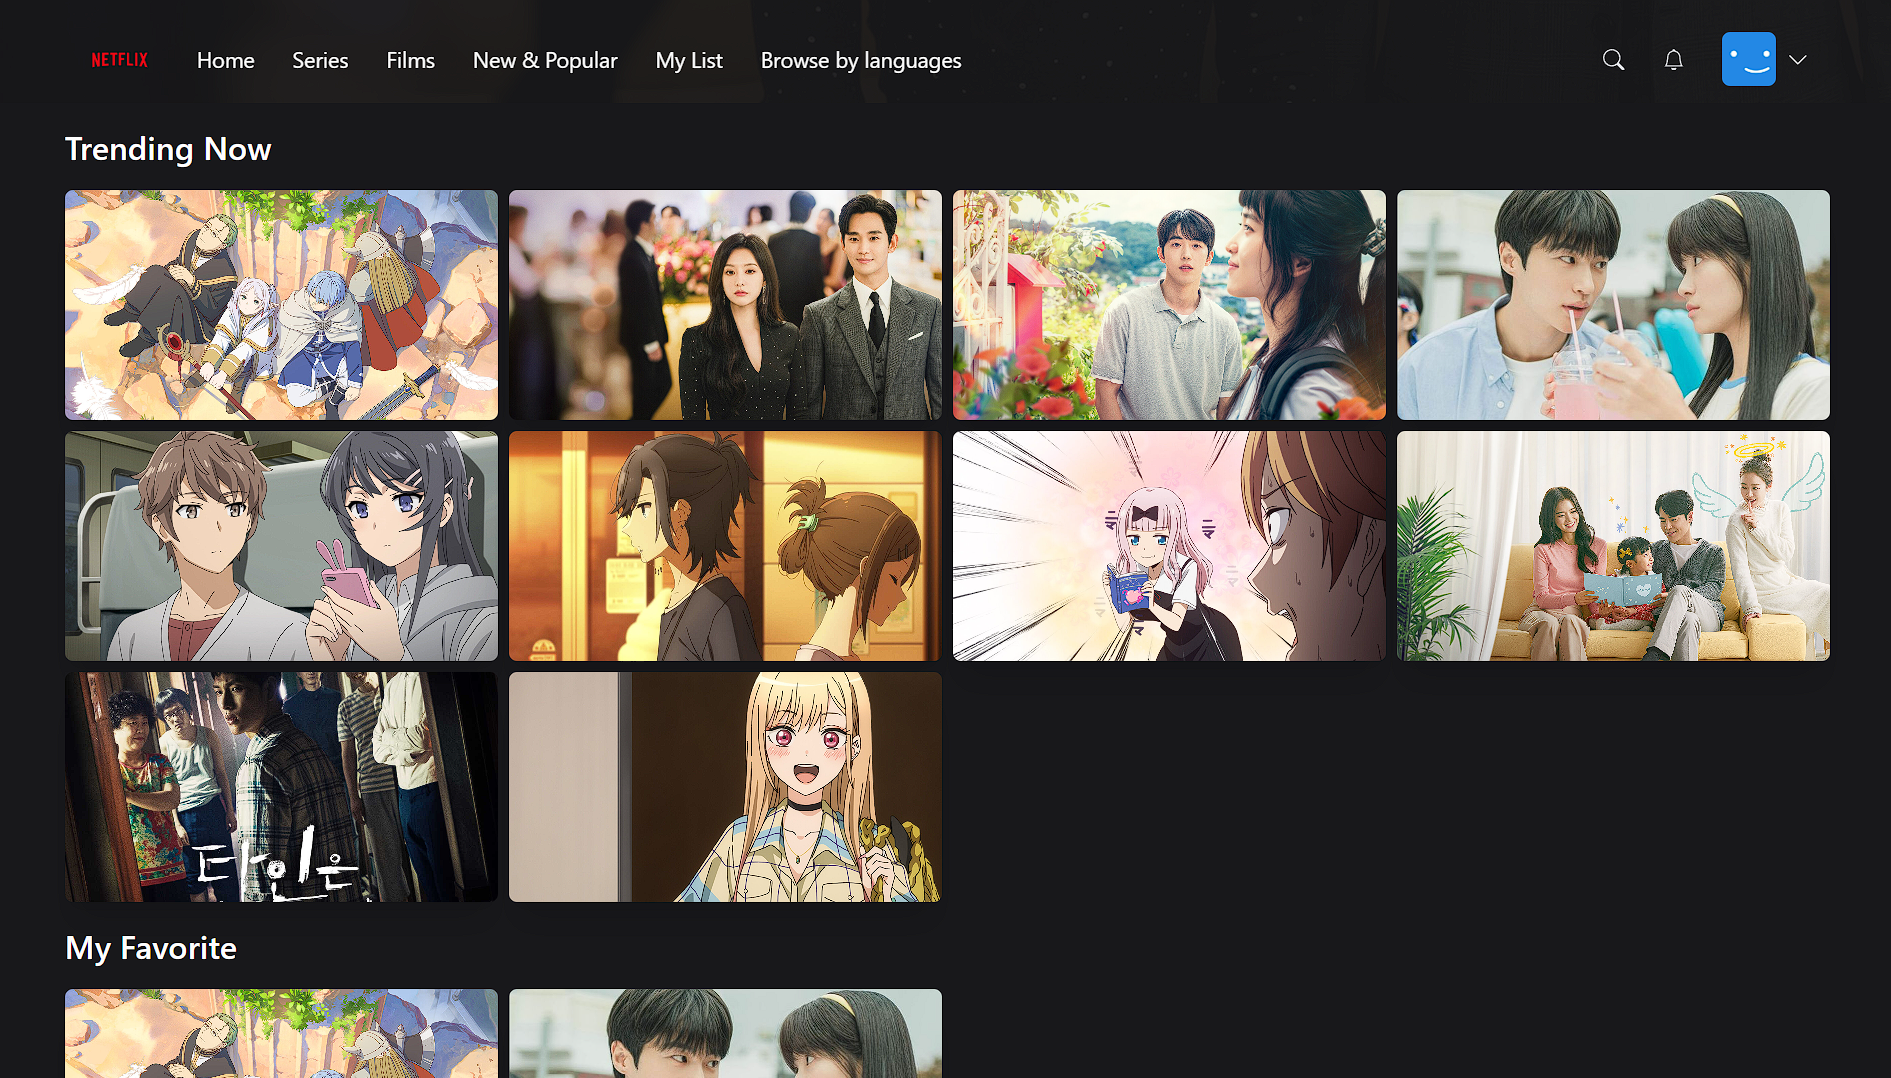 NETFLIX
Home
Series
Films
New & Popular
My List
Browse by languages
Trending Now
타인은
My Favorite